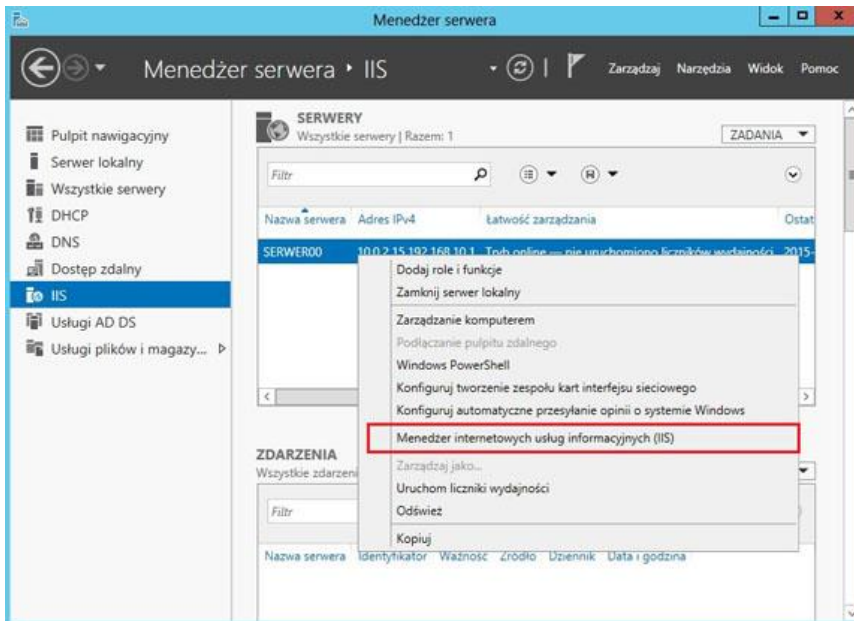 Menedżer serwera
Menedżer serwera ‣ IIS
Zarządzaj Narzędzia Widok Pomoc
Pulpit nawigacyjny
Serwer lokalny
Wszystkie serwery
DHCP
DNS
Dostęp zdalny
IIS
Usługi AD DS
Usługi plików i magazy...
SERWERY
Wszystkie serwery | Razem: 1
ZADANIA
Filtr
Nazwa serwera Adres IPv4 Łatwość zarządzania Ostat
SERWER00 10.0.2.15,192.168.10.1 Tryb online — nie uruchomiono liczników wydajności 2015-
Dodaj role i funkcje
Zamknij serwer lokalny
Zarządzanie komputerem
Podłączanie pulpitu zdalnego
Windows PowerShell
Konfiguruj tworzenie zespołu kart interfejsu sieciowego
Konfiguruj automatyczne przesyłanie opinii o systemie Windows
Menedżer internetowych usług informacyjnych (IIS)
Zarządzaj jako...
Uruchom liczniki wydajności
Odśwież
Kopiuj
ZDARZENIA
Wszystkie zdarzeni
Filtr
Nazwa serwera Identyfikator Ważność Źródło Dziennik Data i godzina